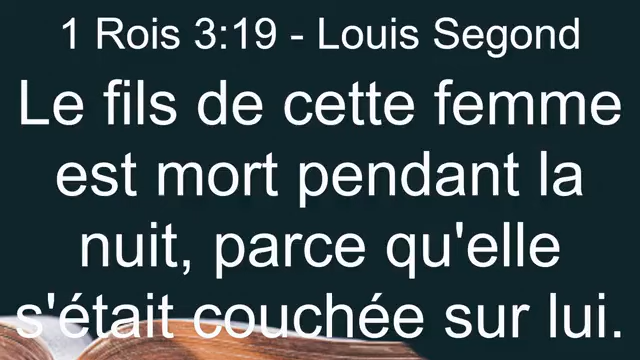 1 Rois 3:19 - Louis Segond
Le fils de cette femme
est mort pendant la
nuit, parce qu'elle
s'était couchée sur lui.